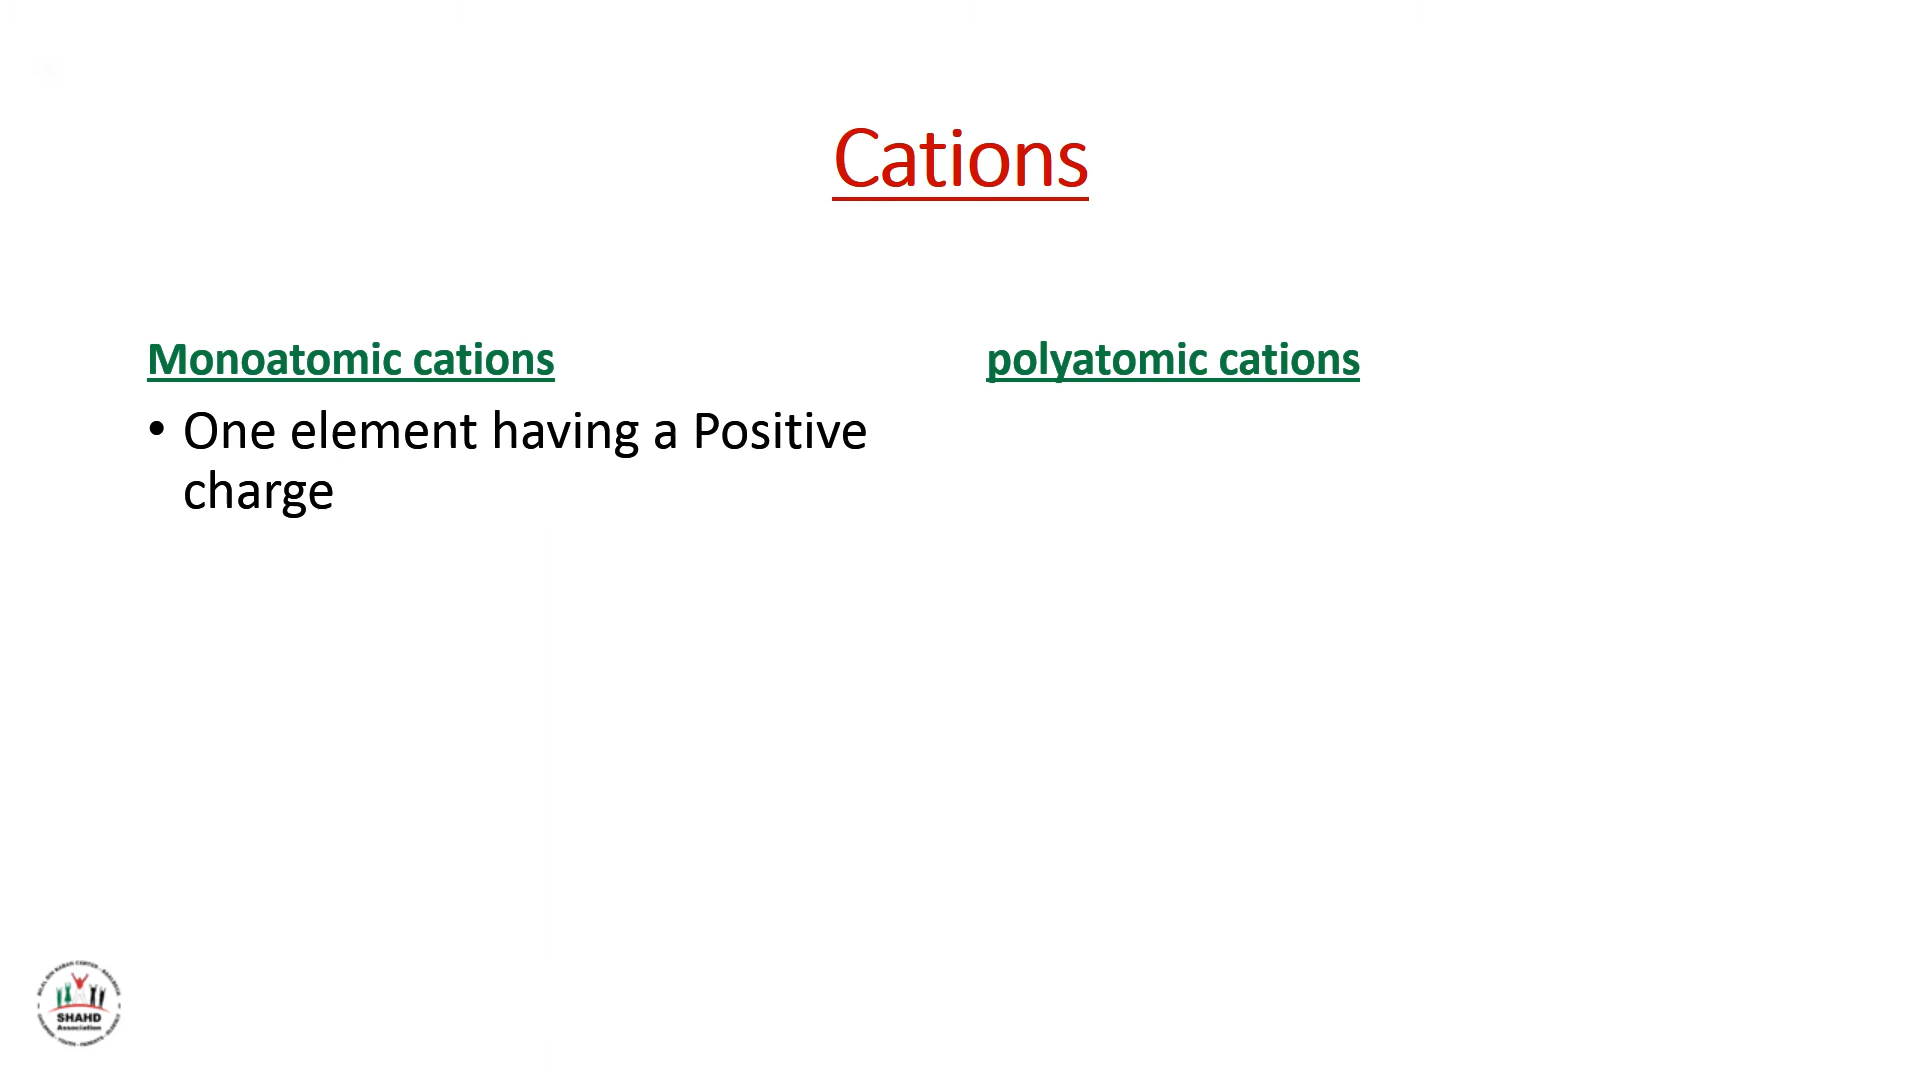 Cations
Monoatomic cations
• One element having a Positive
charge
polyatomic cations
SHAHD
Association